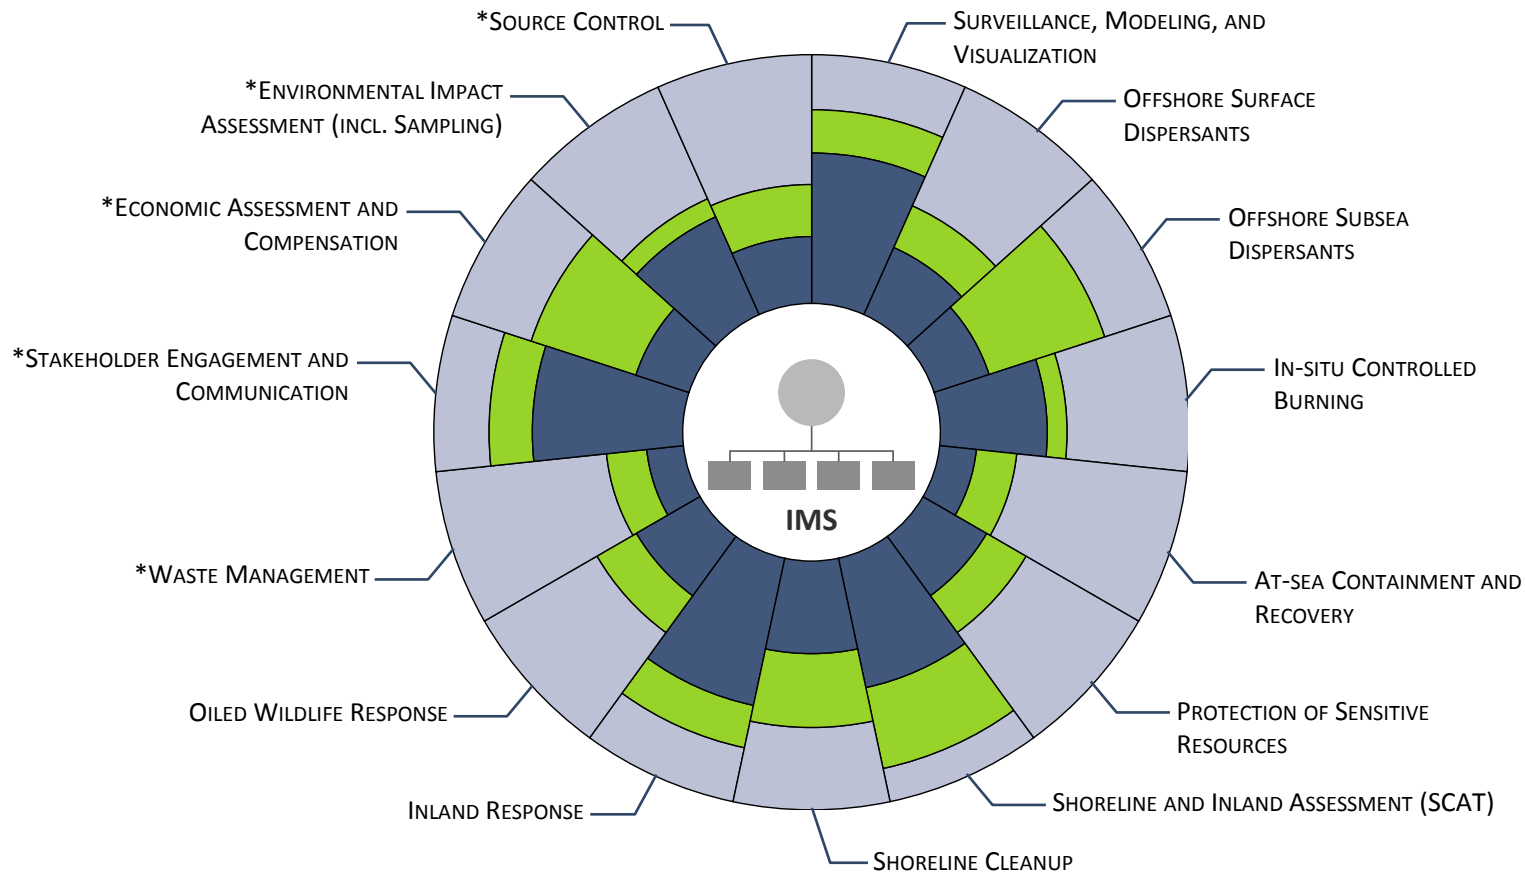 *Source Control
Surveillance, Modeling, and
Visualization
*Environmental Impact
Assessment (incl. Sampling)
Offshore Surface
Dispersants
*Economic Assessment and
Compensation
Offshore Subsea
Dispersants
*Stakeholder Engagement and
Communication
In-situ Controlled
Burning
IMS
*Waste Management
At-sea Containment and
Recovery
Oiled Wildlife Response
Protection of Sensitive
Resources
Inland Response
Shoreline and Inland Assessment (SCAT)
Shoreline Cleanup